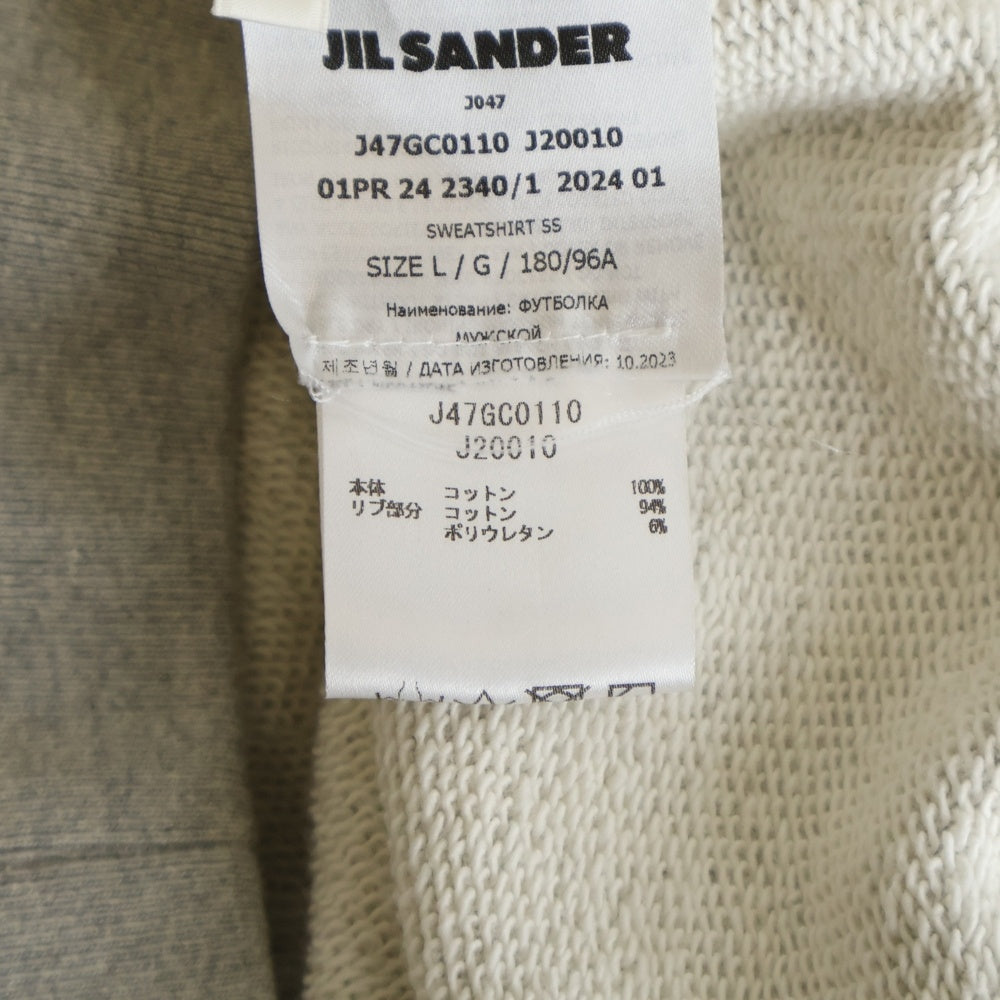 JIL SANDER
J047
J47GC0110 J20010
01PR 24 2340/1 2024 01
SWEATSHIRT SS
SIZE L / G / 180/96A
Наименование: ФУТБОЛКА
МУЖСКОЙ
제조년월 / ДАТА ИЗГОТОВЛЕНИЯ: 10.2023
J47GC0110
J20010
本体 コットン 100%
リブ部分 コットン 94%
ポリウレタン 6%